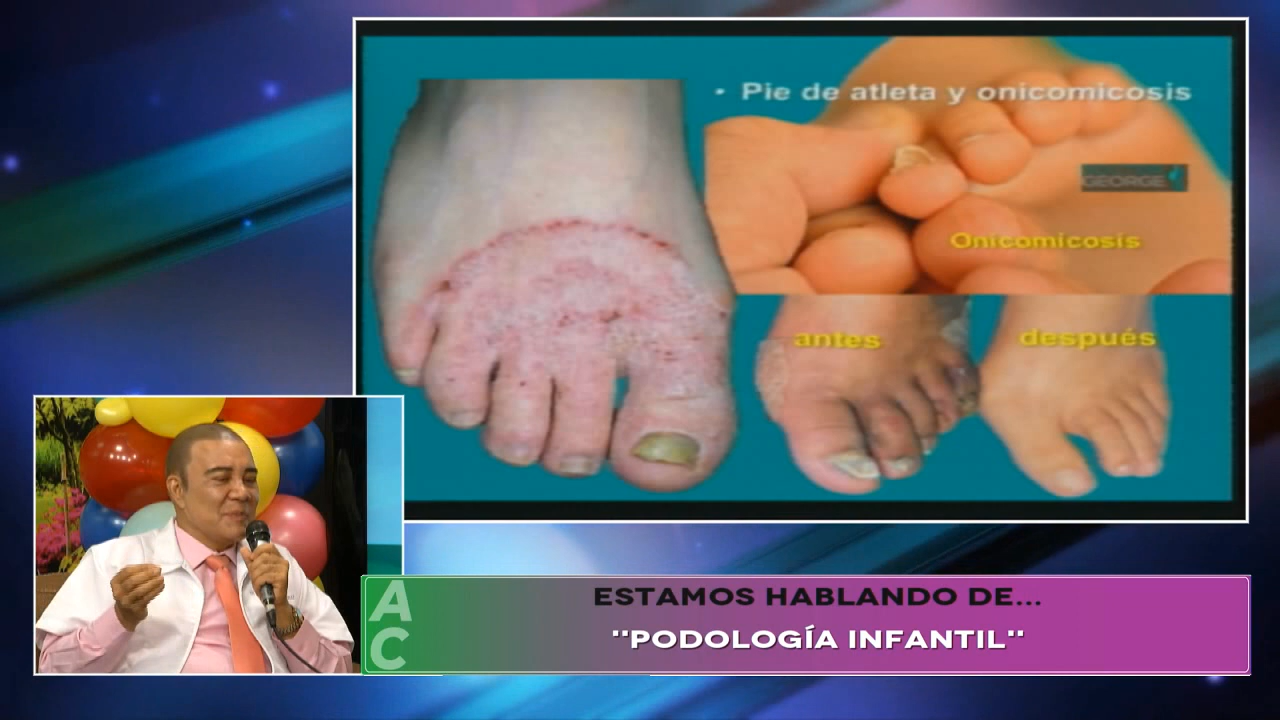 • Pie de atleta y onicomicosis
GEORGE
Onicomicosis
antes
después
AC
ESTAMOS HABLANDO DE...
"PODOLOGÍA INFANTIL"